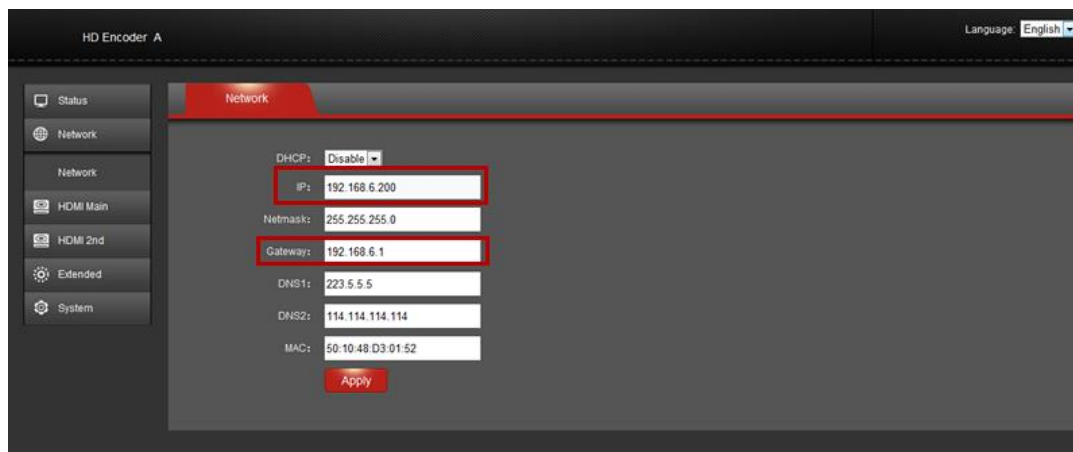 HD Encoder A
Language: English
Status
Network
Network
HDMI Main
HDMI 2nd
Extended
System
Network
DHCP: Disable
IP: 192.168.6.200
Netmask: 255.255.255.0
Gateway: 192.168.6.1
DNS1: 223.5.5.5
DNS2: 114.114.114.114
MAC: 50:10:48:D3:01:52
Apply